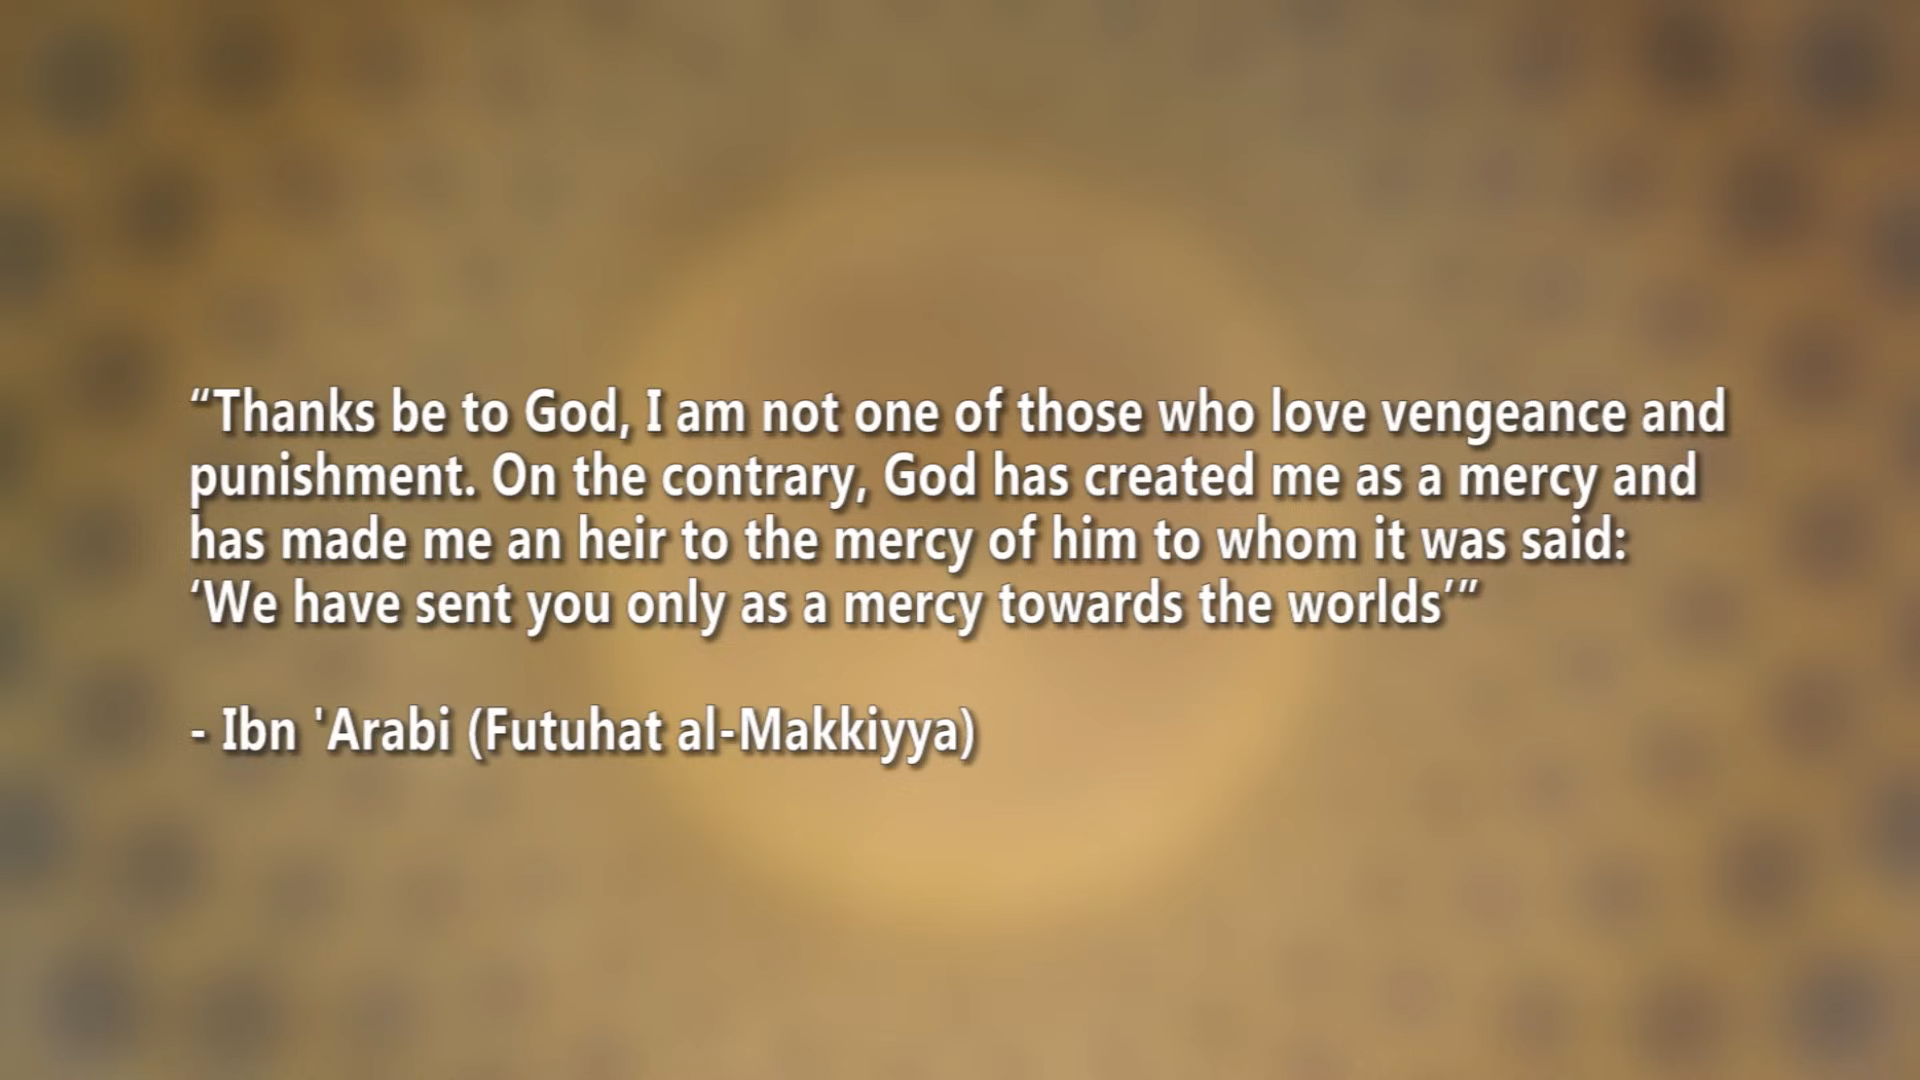 “Thanks be to God, I am not one of those who love vengeance and
punishment. On the contrary, God has created me as a mercy and
has made me an heir to the mercy of him to whom it was said:
‘We have sent you only as a mercy towards the worlds’”
- Ibn 'Arabi (Futuhat al-Makkiyya)